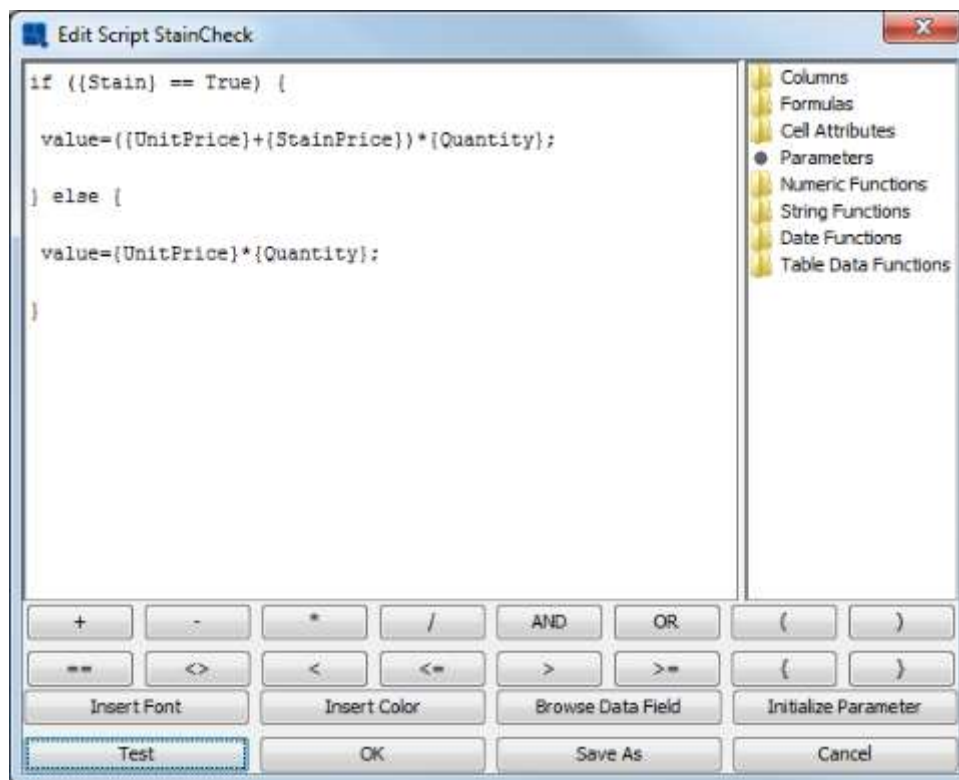 Edit Script StainCheck
x
if ({Stain} == True) {
value=({UnitPrice}+{StainPrice})*{Quantity};
} else {
value={UnitPrice}*{Quantity};
}
Columns
Formulas
Cell Attributes
Parameters
Numeric Functions
String Functions
Date Functions
Table Data Functions
+ - * / AND OR ( )
== <> < <= > >= { }
Insert Font Insert Color Browse Data Field Initialize Parameter
Test OK Save As Cancel